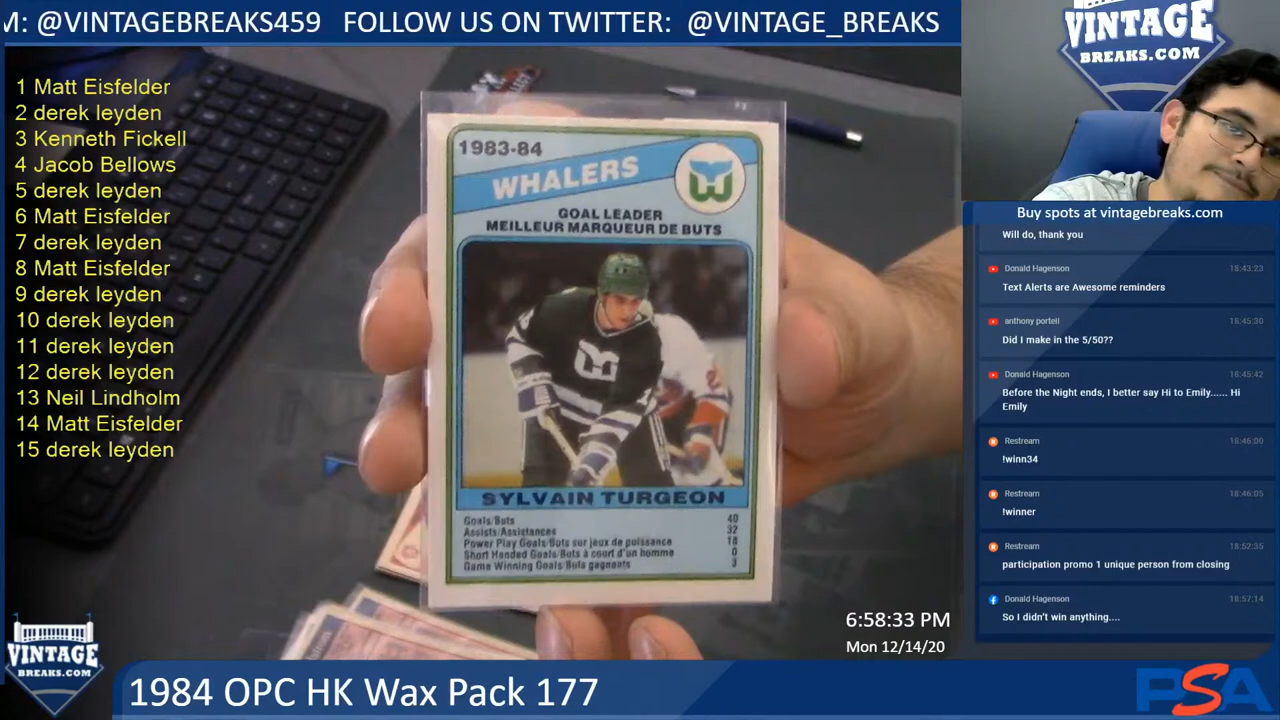 M: @VINTAGEBREAKS459 FOLLOW US ON TWITTER: @VINTAGE_BREAKS
1 Matt Eisfelder
2 derek leyden
3 Kenneth Fickell
4 Jacob Bellows
5 derek leyden
6 Matt Eisfelder
7 derek leyden
8 Matt Eisfelder
9 derek leyden
10 derek leyden
11 derek leyden
12 derek leyden
13 Neil Lindholm
14 Matt Eisfelder
15 derek leyden
1983-84
WHALERS
GOAL LEADER
MEILLEUR MARQUEUR DE BUTS
SYLVAIN TURGEON
Goals/Buts 40
Assists/Assistances 32
Power Play Goals/Buts sur jeux de puissance 18
Short Handed Goals/Buts à court d'un homme 0
Game Winning Goals/Buts gagnants 3
6:58:33 PM
Mon 12/14/20
VINTAGE
BREAKS.COM
1984 OPC HK Wax Pack 177
PSA
VINTAGE
BREAKS.COM
Buy spots at vintagebreaks.com
Will do, thank you
Donald Hagenson 18:43:23
Text Alerts are Awesome reminders
anthony portell 18:45:30
Did I make in the 5/50??
Donald Hagenson 18:45:42
Before the Night ends, I better say Hi to Emily...... Hi
Emily
Restream 18:46:00
!winn34
Restream 18:46:05
!winner
Restream 18:52:35
participation promo 1 unique person from closing
Donald Hagenson 18:57:14
So I didn't win anything....